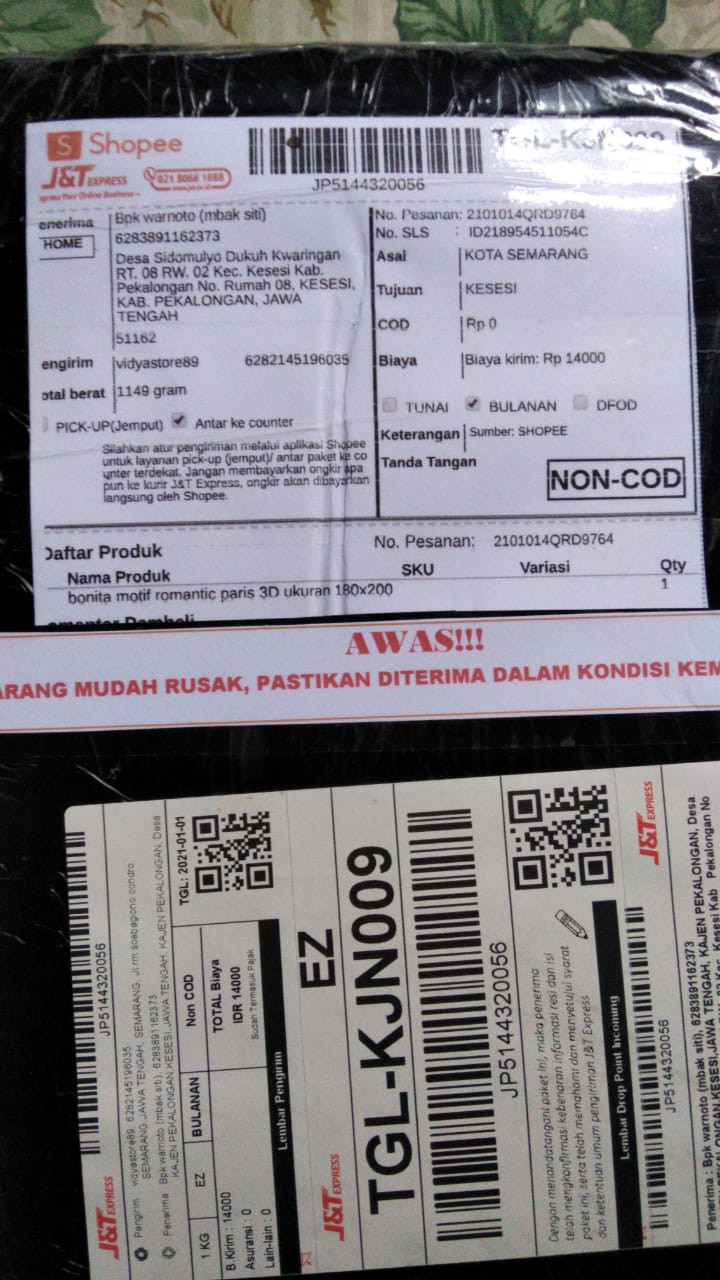 Shopee
J&T EXPRESS
Express Your Online Business
021 8066 1888
www.jet.co.id
JP5144320056
TGL-KJN009
enerima
HOME
Bpk warnoto (mbak siti)
6283891162373
Desa Sidomulyo Dukuh Kwaringan
RT. 08 RW. 02 Kec. Kesesi Kab.
Pekalongan No. Rumah 08, KESESI,
KAB. PEKALONGAN, JAWA
TENGAH
51162
engirim vidyastore89 6282145196035
otal berat 1149 gram
PICK-UP(Jemput) Antar ke counter
Silahkan atur pengiriman melalui aplikasi Shopee
untuk layanan pick-up (jemput)/ antar paket ke co
unter terdekat. Jangan membayarkan ongkir apa
pun ke kurir J&T Express, ongkir akan dibayarkan
langsung oleh Shopee.
No. Pesanan: 2101014QRD9764
No. SLS : ID218954511054C
Asal KOTA SEMARANG
Tujuan KESESI
COD Rp 0
Biaya Biaya kirim: Rp 14000
TUNAI BULANAN DFOD
Keterangan Sumber: SHOPEE
Tanda Tangan
NON-COD
Daftar Produk No. Pesanan: 2101014QRD9764
Nama Produk SKU Variasi Qty
bonita motif romantic paris 3D ukuran 180x200 1
AWAS!!!
ARANG MUDAH RUSAK, PASTIKAN DITERIMA DALAM KONDISI KEM
J&T EXPRESS
JP5144320056
Pengirim : vidyastore89, 6282145196035
SEMARANG,JAWA TENGAH, SEMARANG, Jl rm soebagiono condro
Penerima : Bpk warnoto (mbak siti), 6283891162373
KAJEN PEKALONGAN,KESESI,JAWA TENGAH, KAJEN PEKALONGAN, Desa
TGL: 2021-01-01
1 KG EZ BULANAN Non COD
B.Kirim : 14000
Asuransi : 0
Lain-lain : 0
TOTAL Biaya
IDR 14000
Sudah Termasuk Pajak
Lembar Pengirim
J&T EXPRESS
EZ
TGL-KJN009
JP5144320056
Dengan menandatangani paket ini, maka penerima
telah mengkonfirmasi kebenaran informasi resi dan isi
paket ini, serta telah memahami dan menyetujui syarat
dan ketentuan umum pengiriman J&T Express
Lembar Drop Point Incoming
J&T EXPRESS
JP5144320056
Penerima : Bpk warnoto (mbak siti), 6283891162373
KESESI,JAWA TENGAH, KAJEN PEKALONGAN, Desa
Kesesi Kab Pekalongan No